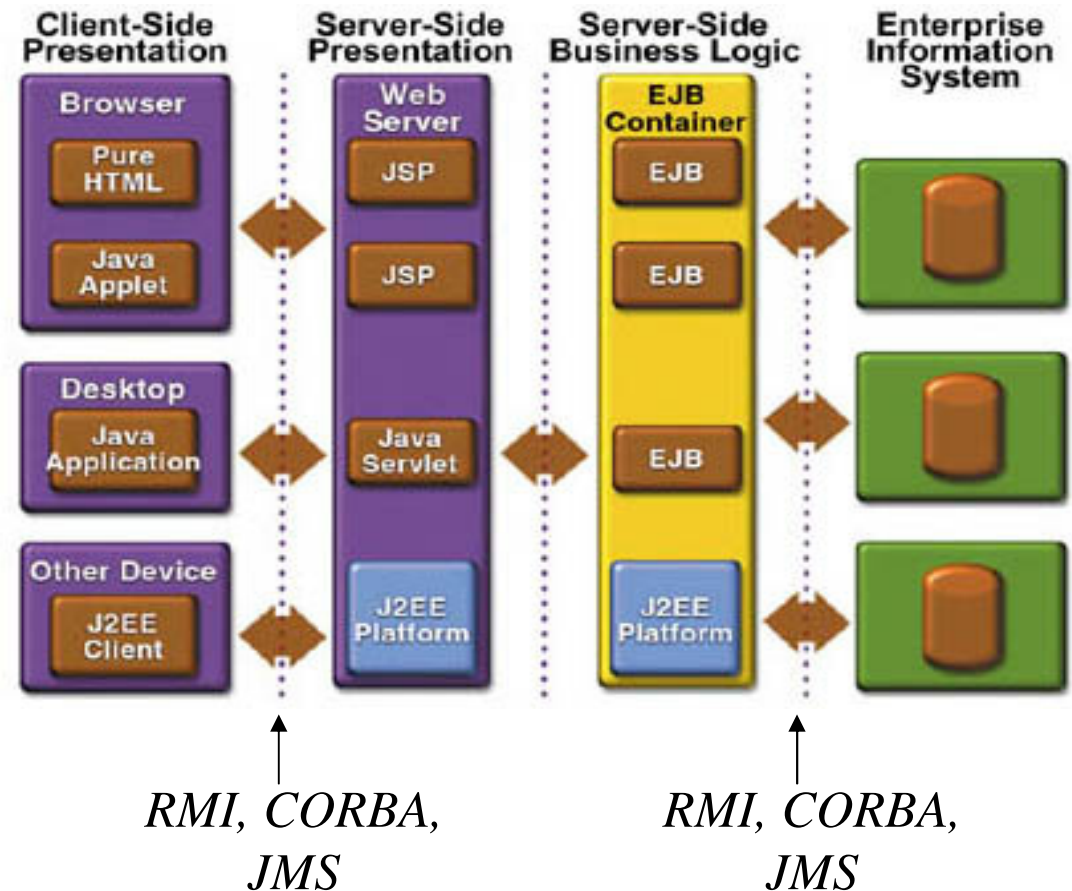 Client-Side
Presentation
Server-Side
Presentation
Server-Side
Business Logic
Enterprise
Information
System
Browser
Pure
HTML
Java
Applet
Desktop
Java
Application
Other Device
J2EE
Client
Web
Server
JSP
JSP
Java
Servlet
J2EE
Platform
EJB
Container
EJB
EJB
EJB
J2EE
Platform
RMI, CORBA,
JMS
RMI, CORBA,
JMS